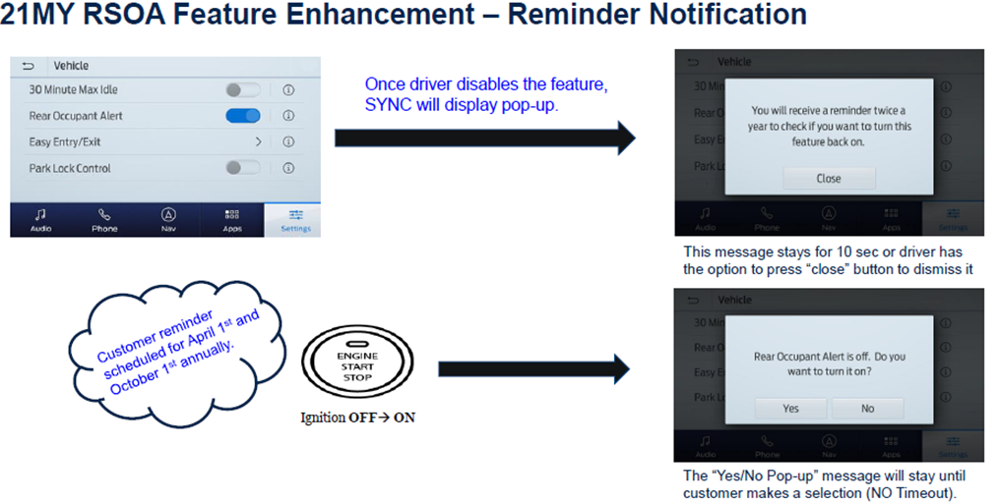 21MY RSOA Feature Enhancement – Reminder Notification
Vehicle
30 Minute Max Idle
Rear Occupant Alert
Easy Entry/Exit
Park Lock Control
Audio Phone Nav Apps Settings
Once driver disables the feature,
SYNC will display pop-up.
Vehicle
30 Min
Rear O
Easy E
Park L
You will receive a reminder twice a
year to check if you want to turn this
feature back on.
Close
Audio Phone Nav Apps Settings
This message stays for 10 sec or driver has
the option to press “close” button to dismiss it
Customer reminder
scheduled for April 1st and
October 1st annually.
ENGINE
START
STOP
Ignition OFF→ ON
Vehicle
30 Min
Rear O
Easy E
Park L
Rear Occupant Alert is off. Do you
want to turn it on?
Yes No
Audio Phone Nav Apps Settings
The “Yes/No Pop-up” message will stay until
customer makes a selection (NO Timeout).